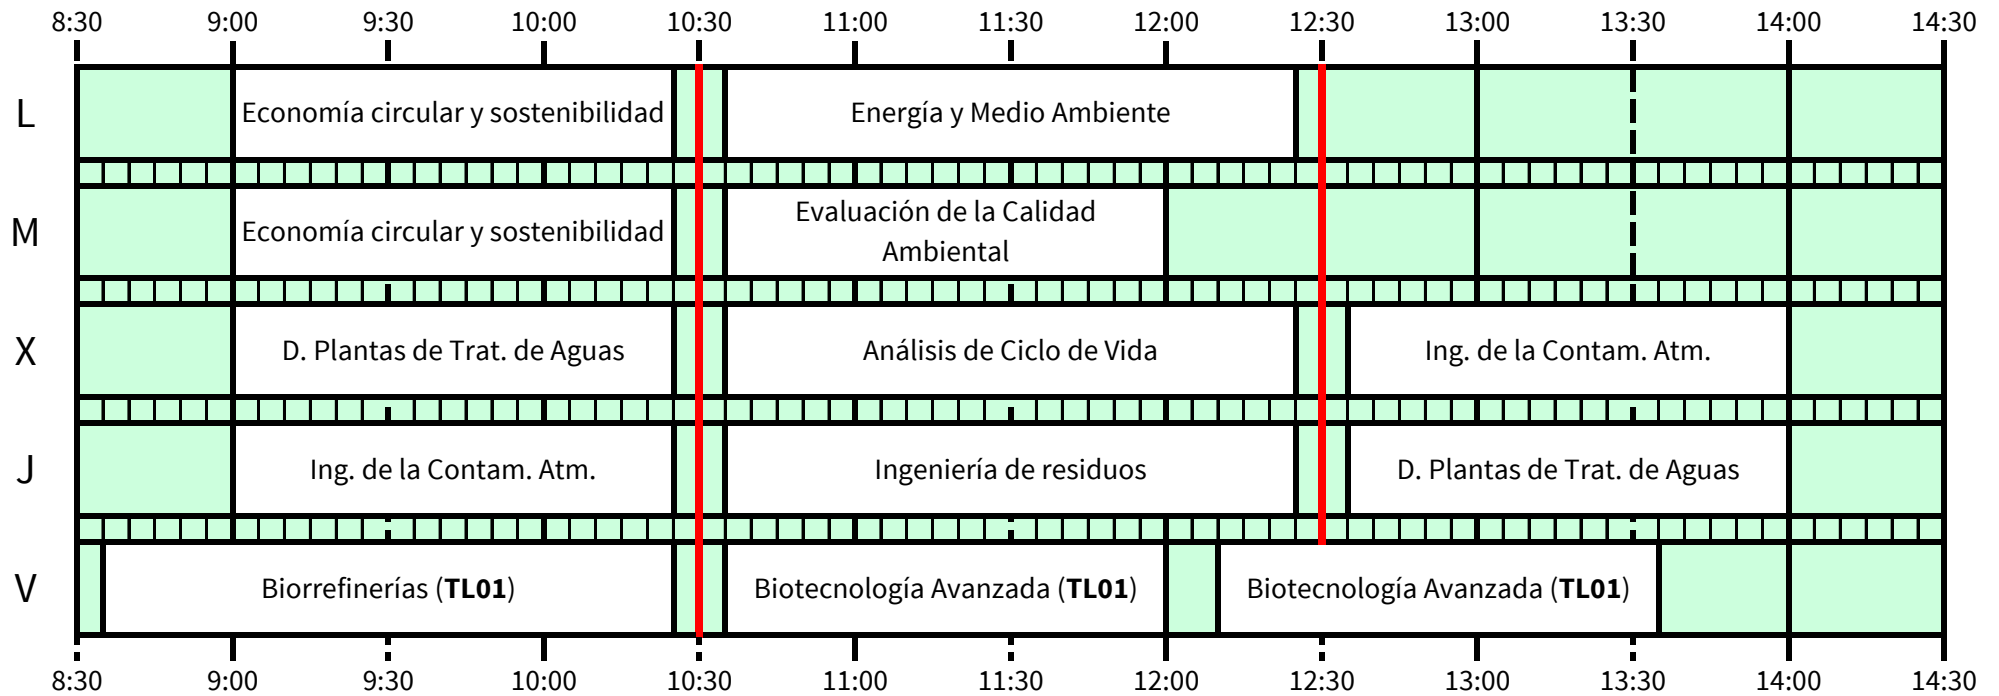 8:30 9:00 9:30 10:00 10:30 11:00 11:30 12:00 12:30 13:00 13:30 14:00 14:30
L Economía circular y sostenibilidad Energía y Medio Ambiente
M Economía circular y sostenibilidad Evaluación de la Calidad
Ambiental
X D. Plantas de Trat. de Aguas Análisis de Ciclo de Vida Ing. de la Contam. Atm.
J Ing. de la Contam. Atm. Ingeniería de residuos D. Plantas de Trat. de Aguas
V Biorrefinerías (TL01) Biotecnología Avanzada (TL01) Biotecnología Avanzada (TL01)
8:30 9:00 9:30 10:00 10:30 11:00 11:30 12:00 12:30 13:00 13:30 14:00 14:30